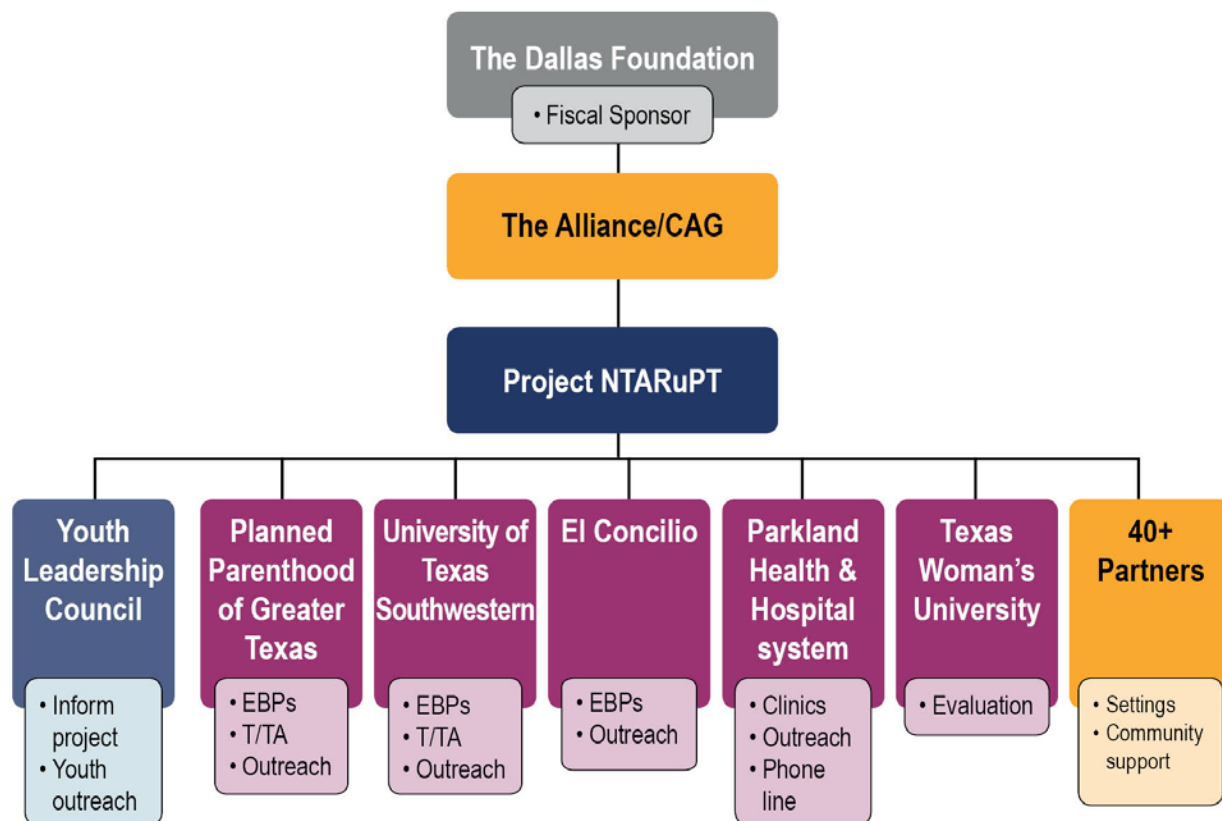 The Dallas Foundation
• Fiscal Sponsor
The Alliance/CAG
Project NTARuPT
Youth
Leadership
Council
• Inform
project
• Youth
outreach
Planned
Parenthood
of Greater
Texas
• EBPs
• T/TA
• Outreach
University of
Texas
Southwestern
• EBPs
• T/TA
• Outreach
El Concilio
• EBPs
• Outreach
Parkland
Health &
Hospital
system
• Clinics
• Outreach
• Phone
line
Texas
Woman’s
University
• Evaluation
40+
Partners
• Settings
• Community
support